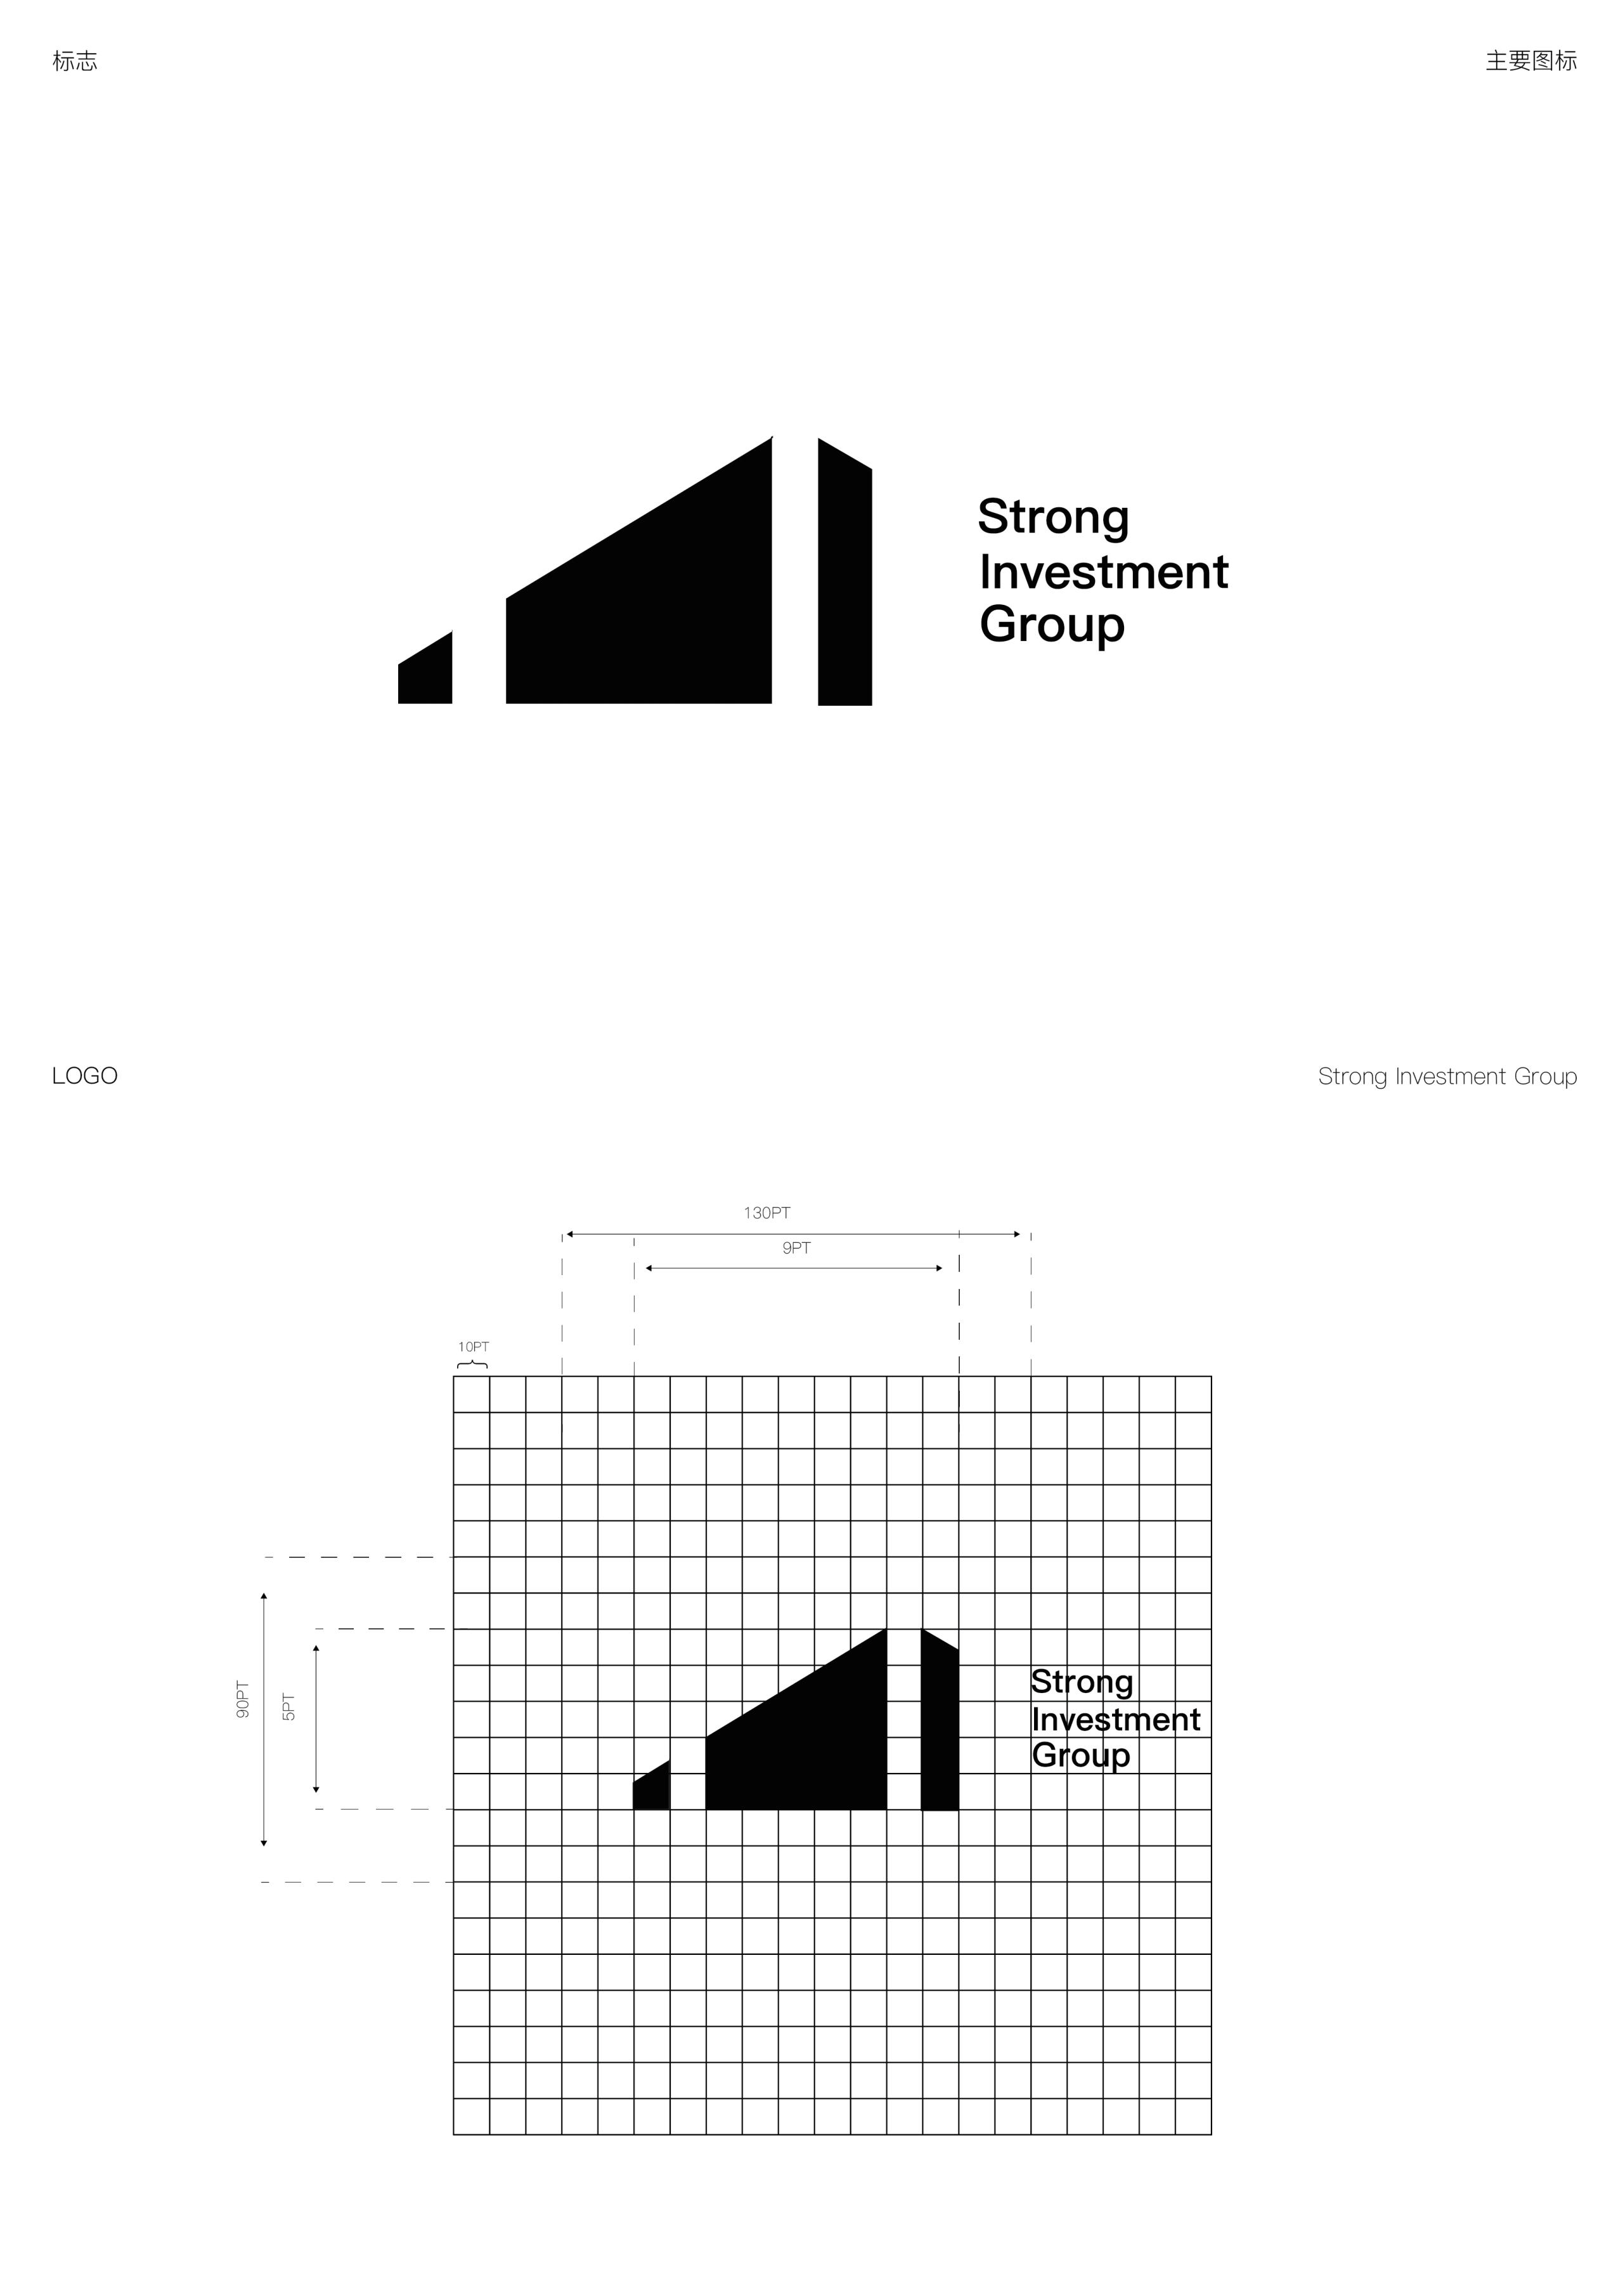 标志
主要图标
Strong
Investment
Group
LOGO
Strong Investment Group
130PT
9PT
10PT
90PT
5PT
Strong
Investment
Group